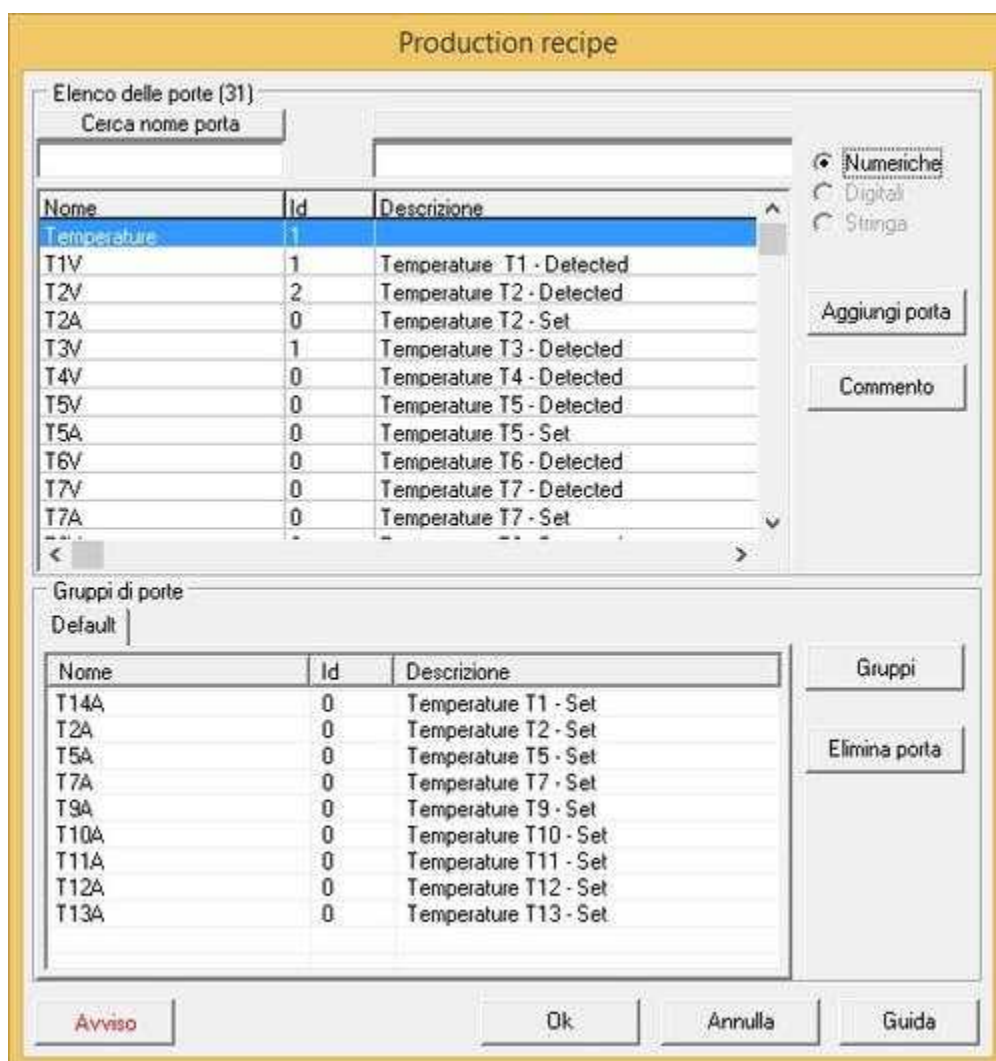 Production recipe
Elenco delle porte (31)
Cerca nome porta
Numeriche
Digitali
Stringa
Nome Id Descrizione
Temperature 1
T1V 1 Temperature T1 - Detected
T2V 2 Temperature T2 - Detected
T2A 0 Temperature T2 - Set
T3V 1 Temperature T3 - Detected
T4V 0 Temperature T4 - Detected
T5V 0 Temperature T5 - Detected
T5A 0 Temperature T5 - Set
T6V 0 Temperature T6 - Detected
T7V 0 Temperature T7 - Detected
T7A 0 Temperature T7 - Set
Aggiungi porta
Commento
Gruppi di porte
Default
Nome Id Descrizione
T14A 0 Temperature T1 - Set
T2A 0 Temperature T2 - Set
T5A 0 Temperature T5 - Set
T7A 0 Temperature T7 - Set
T9A 0 Temperature T9 - Set
T10A 0 Temperature T10 - Set
T11A 0 Temperature T11 - Set
T12A 0 Temperature T12 - Set
T13A 0 Temperature T13 - Set
Gruppi
Elimina porta
Avviso
Ok
Annulla
Guida